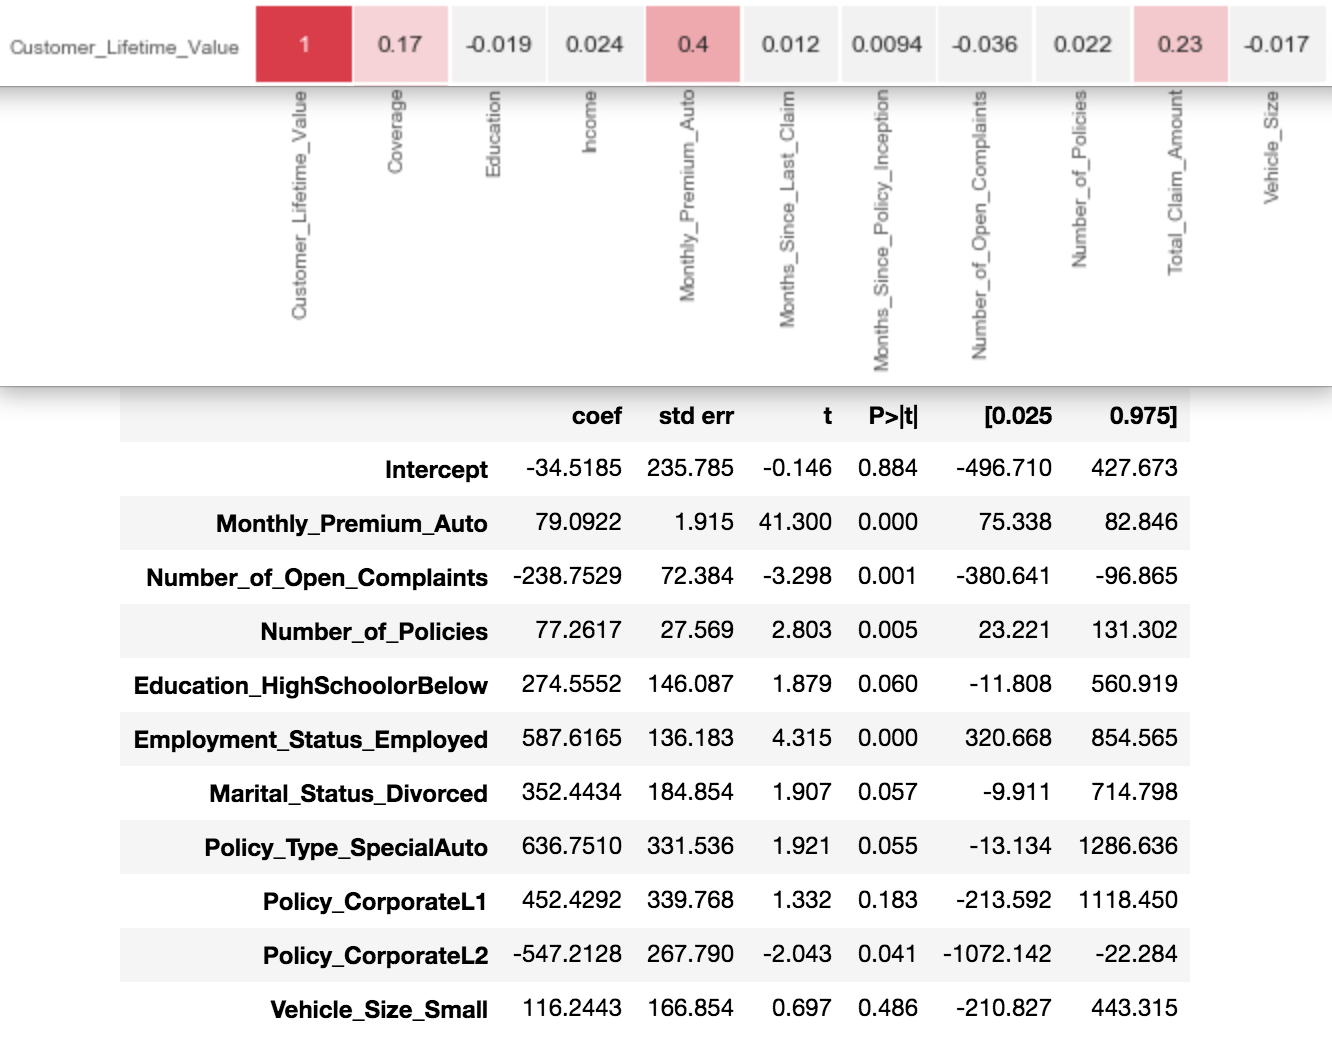 Customer_Lifetime_Value 1 0.17 -0.019 0.024 0.4 0.012 0.0094 -0.036 0.022 0.23 -0.017
Customer_Lifetime_Value
Coverage
Education
Income
Monthly_Premium_Auto
Months_Since_Last_Claim
Months_Since_Policy_Inception
Number_of_Open_Complaints
Number_of_Policies
Total_Claim_Amount
Vehicle_Size
coef std err t P>|t| [0.025 0.975]
Intercept -34.5185 235.785 -0.146 0.884 -496.710 427.673
Monthly_Premium_Auto 79.0922 1.915 41.300 0.000 75.338 82.846
Number_of_Open_Complaints -238.7529 72.384 -3.298 0.001 -380.641 -96.865
Number_of_Policies 77.2617 27.569 2.803 0.005 23.221 131.302
Education_HighSchoolorBelow 274.5552 146.087 1.879 0.060 -11.808 560.919
Employment_Status_Employed 587.6165 136.183 4.315 0.000 320.668 854.565
Marital_Status_Divorced 352.4434 184.854 1.907 0.057 -9.911 714.798
Policy_Type_SpecialAuto 636.7510 331.536 1.921 0.055 -13.134 1286.636
Policy_CorporateL1 452.4292 339.768 1.332 0.183 -213.592 1118.450
Policy_CorporateL2 -547.2128 267.790 -2.043 0.041 -1072.142 -22.284
Vehicle_Size_Small 116.2443 166.854 0.697 0.486 -210.827 443.315